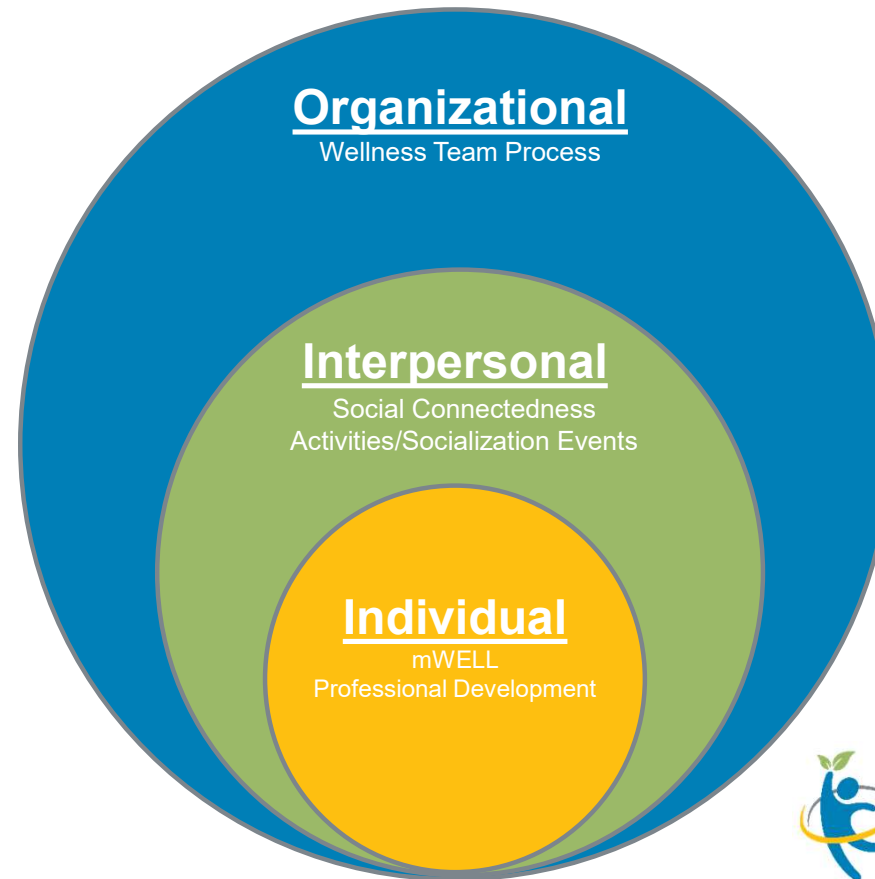 Organizational
Wellness Team Process
Interpersonal
Social Connectedness
Activities/Socialization Events
Individual
mWELL
Professional Development